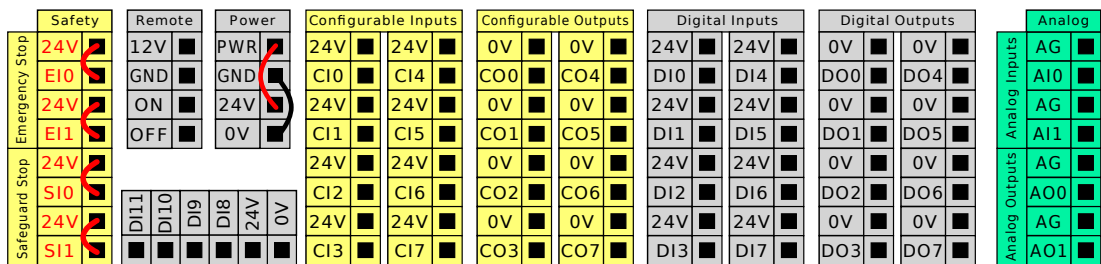 Safety
Emergency Stop
24V
EI0
24V
EI1
Safeguard Stop
24V
SI0
24V
SI1
Remote
12V
GND
ON
OFF
Power
PWR
GND
24V
0V
DI11
DI10
DI9
DI8
24V
0V
Configurable Inputs
24V 24V
CI0 CI4
24V 24V
CI1 CI5
24V 24V
CI2 CI6
24V 24V
CI3 CI7
Configurable Outputs
0V 0V
CO0 CO4
0V 0V
CO1 CO5
0V 0V
CO2 CO6
0V 0V
CO3 CO7
Digital Inputs
24V 24V
DI0 DI4
24V 24V
DI1 DI5
24V 24V
DI2 DI6
24V 24V
DI3 DI7
Digital Outputs
0V 0V
DO0 DO4
0V 0V
DO1 DO5
0V 0V
DO2 DO6
0V 0V
DO3 DO7
Analog
Analog Inputs
AG
AI0
AG
AI1
Analog Outputs
AG
AO0
AG
AO1